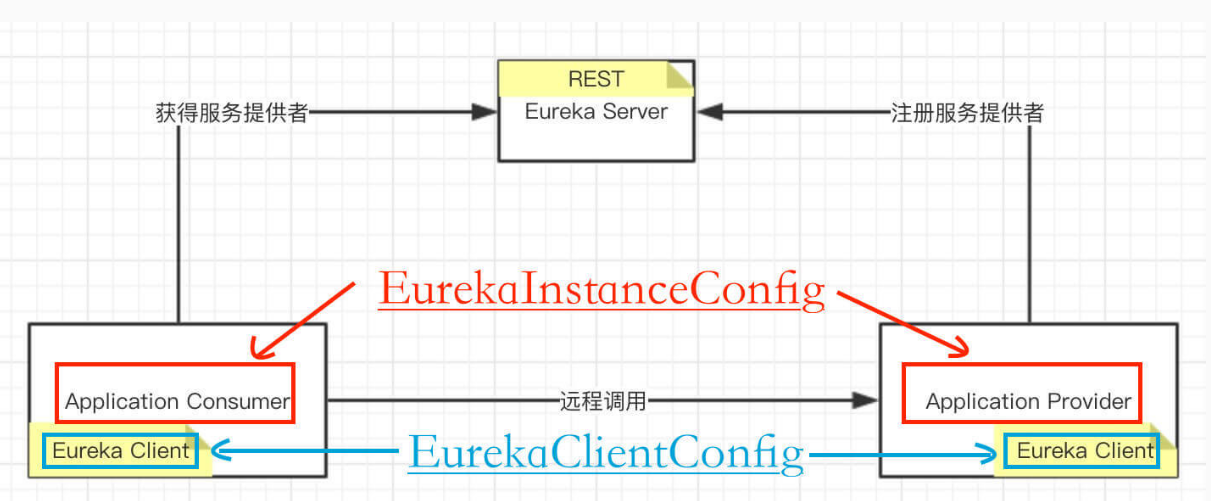 REST
Eureka Server
获得服务提供者
注册服务提供者
EurekaInstanceConfig
Application Consumer
远程调用
Application Provider
Eureka Client
EurekaClientConfig
Eureka Client